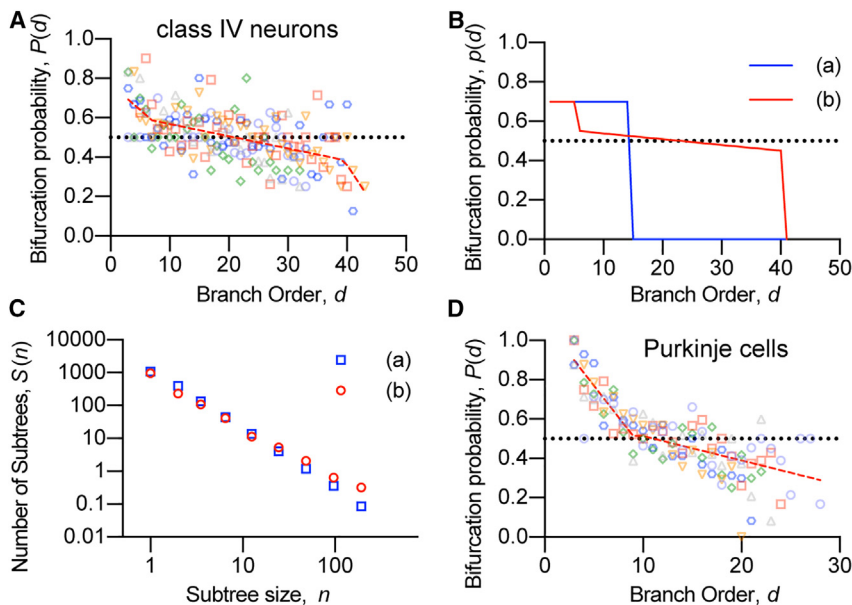 A
class IV neurons
Bifurcation probability, P(d)
1.0
0.8
0.6
0.4
0.2
0.0
0 10 20 30 40 50
Branch Order, d
B
Bifurcation probability, p(d)
1.0
0.8
0.6
0.4
0.2
0.0
(a)
(b)
0 10 20 30 40 50
Branch Order, d
C
Number of Subtrees, S(n)
10000
1000
100
10
1
0.1
0.01
(a)
(b)
1 10 100
Subtree size, n
D
Purkinje cells
Bifurcation probability, P(d)
1.0
0.8
0.6
0.4
0.2
0.0
0 10 20 30
Branch Order, d